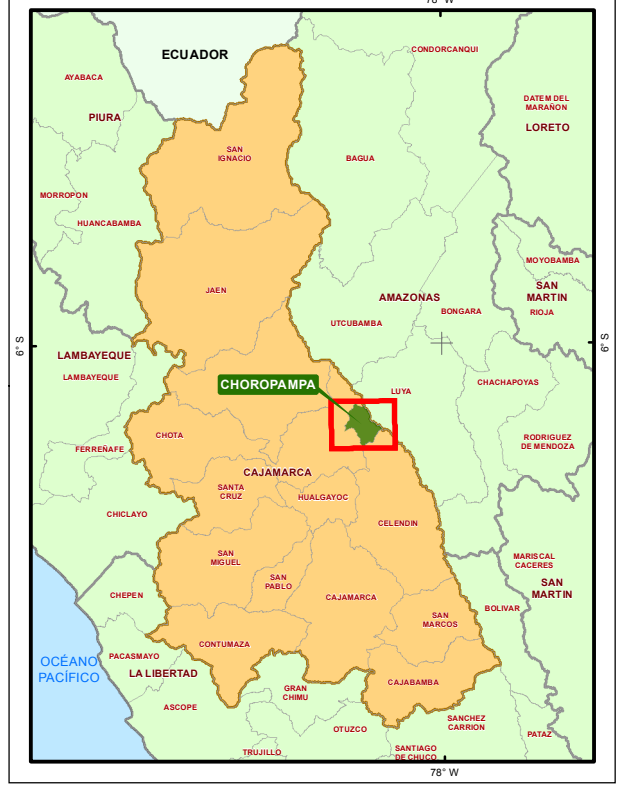 78° W
ECUADOR
CONDORCANQUI
AYABACA
DATEM DEL
MARAÑON
PIURA
LORETO
SAN
IGNACIO
BAGUA
MORROPON
HUANCABAMBA
MOYOBAMBA
JAEN
SAN
MARTIN
AMAZONAS
BONGARA
RIOJA
UTCUBAMBA
6° S
6° S
LAMBAYEQUE
LAMBAYEQUE
CHOROPAMPA
LUYA
CHACHAPOYAS
CHOTA
RODRIGUEZ
DE MENDOZA
FERREÑAFE
CAJAMARCA
SANTA
CRUZ
HUALGAYOC
CHICLAYO
CELENDIN
SAN
MIGUEL
MARISCAL
CACERES
SAN
MARTIN
SAN
PABLO
CHEPEN
CAJAMARCA
BOLIVAR
SAN
MARCOS
CONTUMAZA
PACASMAYO
OCÉANO
PACÍFICO
LA LIBERTAD
CAJABAMBA
GRAN
CHIMU
ASCOPE
SANCHEZ
CARRION
OTUZCO
PATAZ
TRUJILLO
SANTIAGO
DE CHUCO
78° W